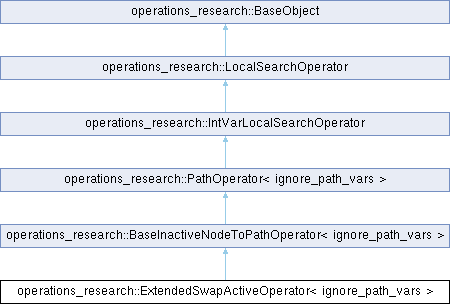 operations_research::BaseObject
operations_research::LocalSearchOperator
operations_research::IntVarLocalSearchOperator
operations_research::PathOperator< ignore_path_vars >
operations_research::BaseInactiveNodeToPathOperator< ignore_path_vars >
operations_research::ExtendedSwapActiveOperator< ignore_path_vars >